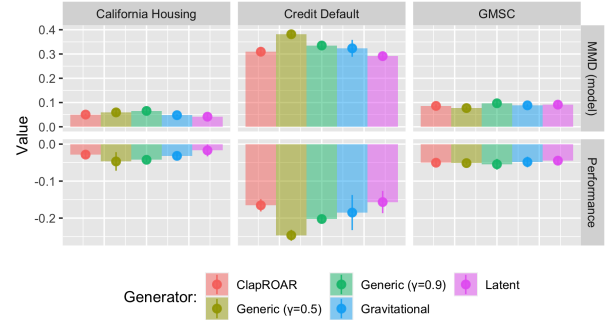 California Housing Credit Default GMSC
0.4
0.3
0.2
0.1
0.0
MMD (model)
Value
0.0
-0.1
-0.2
Performance
Generator:
ClapROAR Generic (γ=0.9) Latent
Generic (γ=0.5) Gravitational